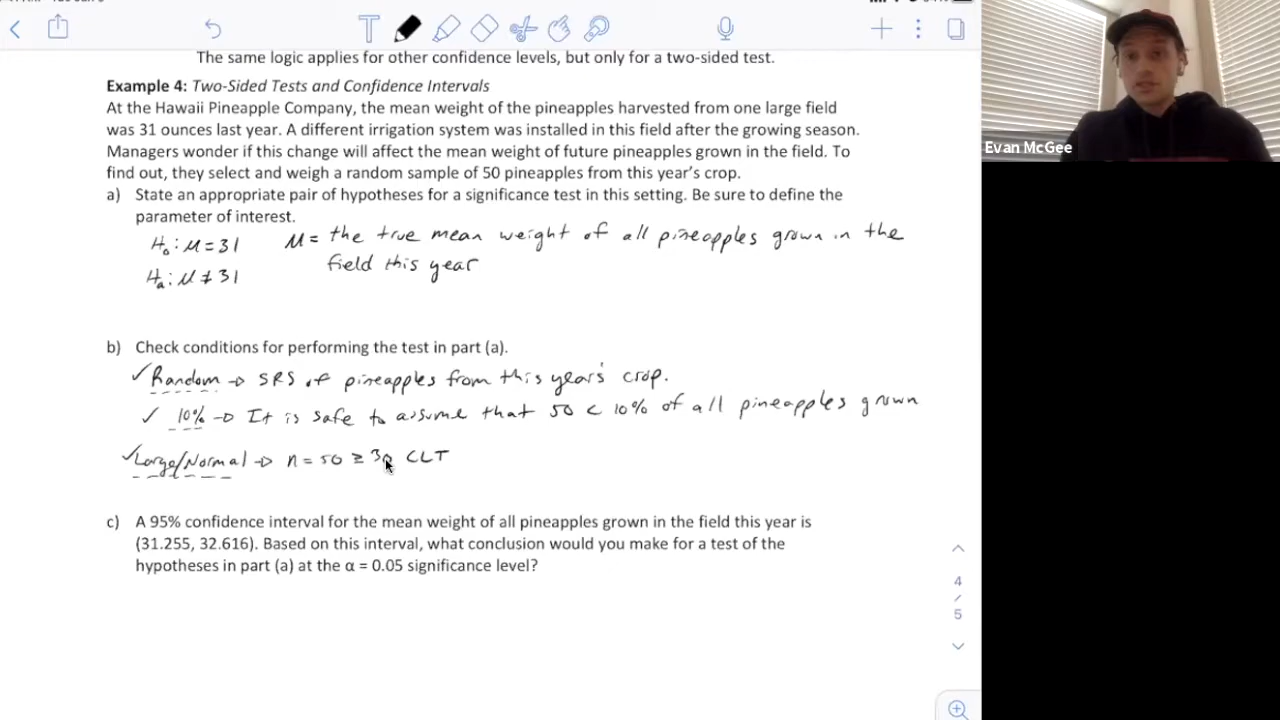 The same logic applies for other confidence levels, but only for a two-sided test.
Example 4: Two-Sided Tests and Confidence Intervals
At the Hawaii Pineapple Company, the mean weight of the pineapples harvested from one large field
was 31 ounces last year. A different irrigation system was installed in this field after the growing season.
Managers wonder if this change will affect the mean weight of future pineapples grown in the field. To
find out, they select and weigh a random sample of 50 pineapples from this year's crop.
a) State an appropriate pair of hypotheses for a significance test in this setting. Be sure to define the
parameter of interest.
H₀: μ = 31 μ = the true mean weight of all pineapples grown in the
Hₐ: μ ≠ 31 field this year
b) Check conditions for performing the test in part (a).
✓Random → SRS of pineapples from this year's crop.
✓ 10% → It is safe to assume that 50 < 10% of all pineapples grown
✓Large/Normal → n = 50 ≥ 30 CLT
c) A 95% confidence interval for the mean weight of all pineapples grown in the field this year is
(31.255, 32.616). Based on this interval, what conclusion would you make for a test of the
hypotheses in part (a) at the α = 0.05 significance level?
4
/
5
Evan McGee